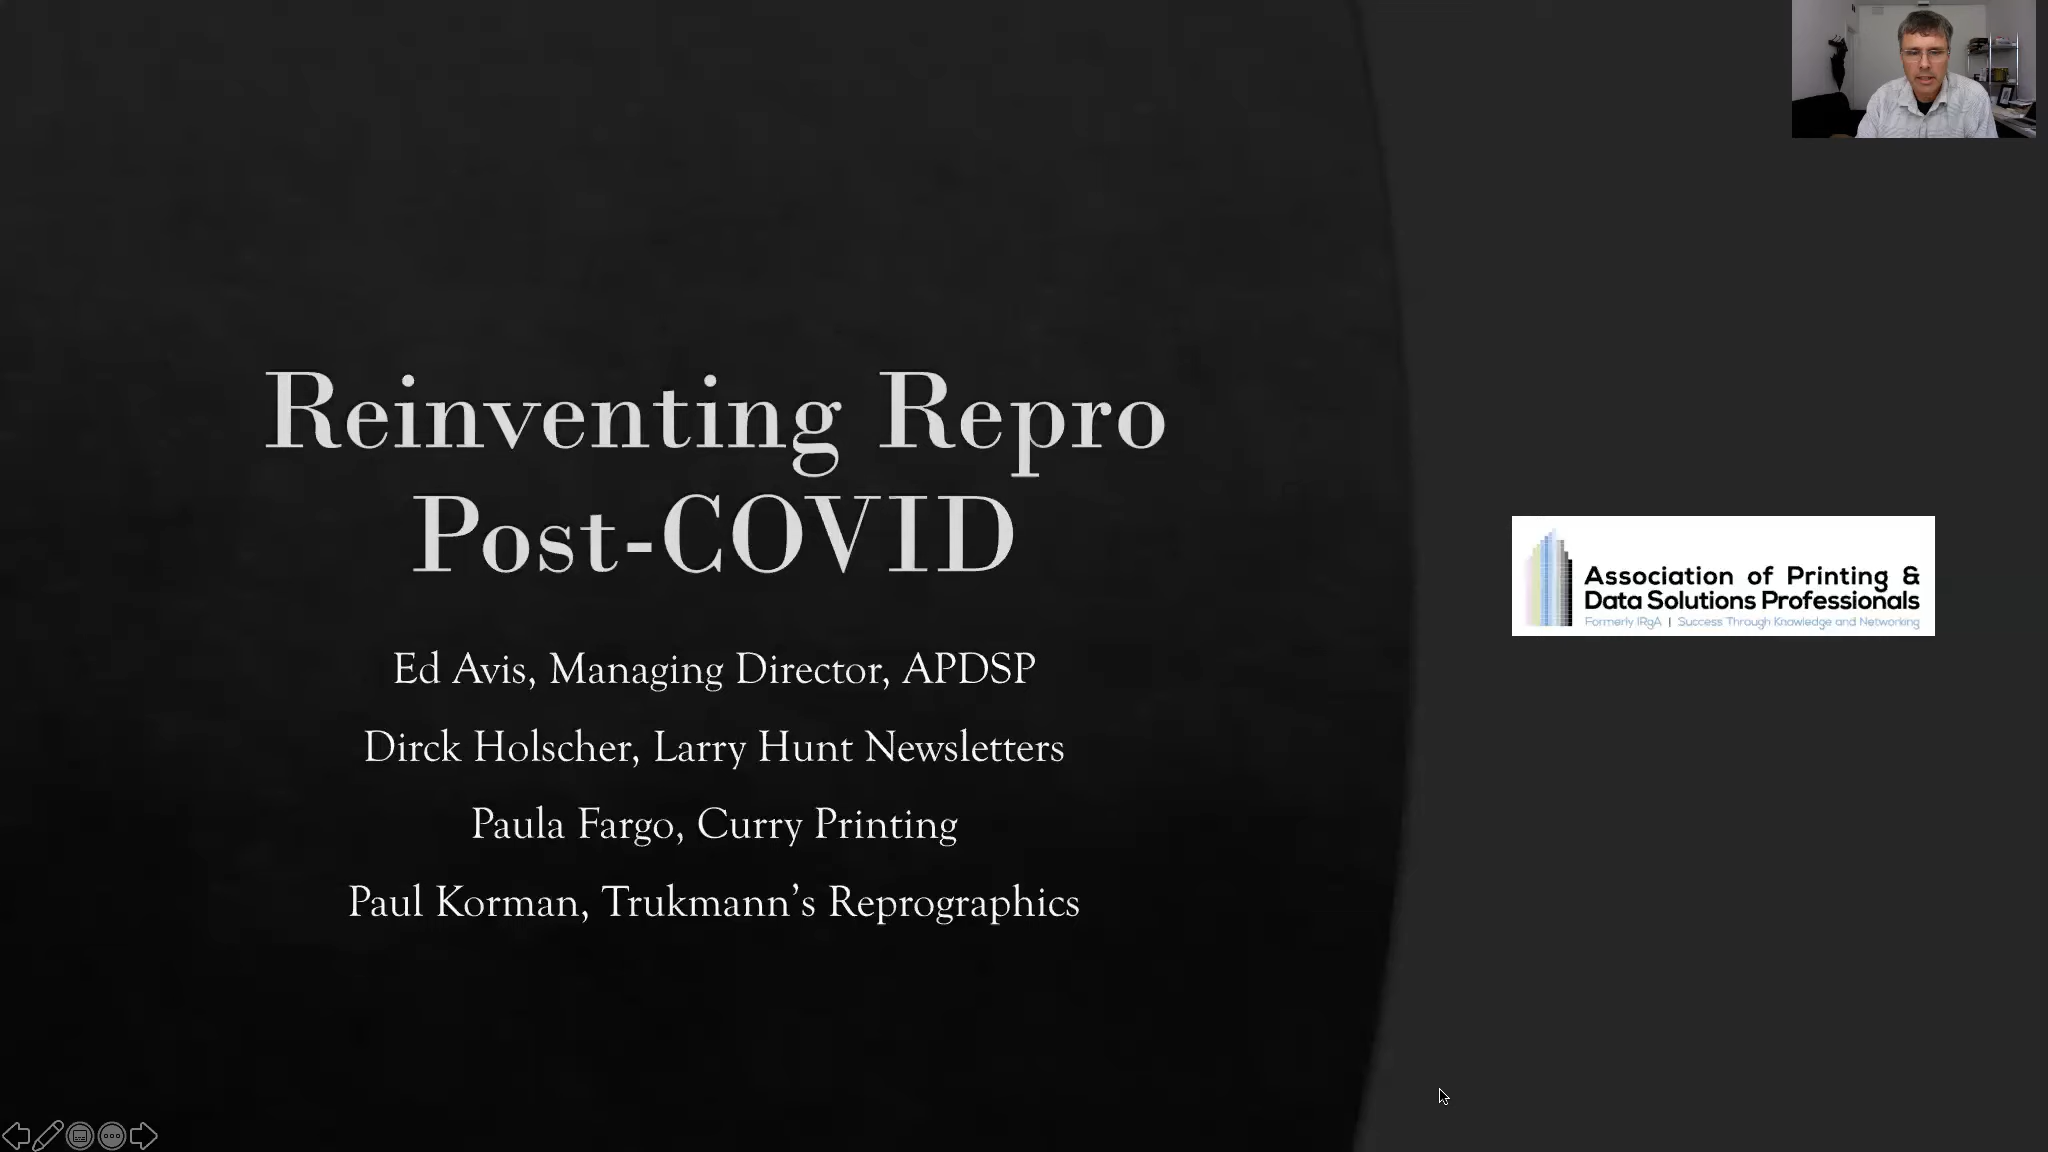 Reinventing Repro
Post-COVID
Ed Avis, Managing Director, APDSP
Dirck Holscher, Larry Hunt Newsletters
Paula Fargo, Curry Printing
Paul Korman, Trukmann’s Reprographics
Association of Printing &
Data Solutions Professionals
Formerly IRgA | Success Through Knowledge and Networking